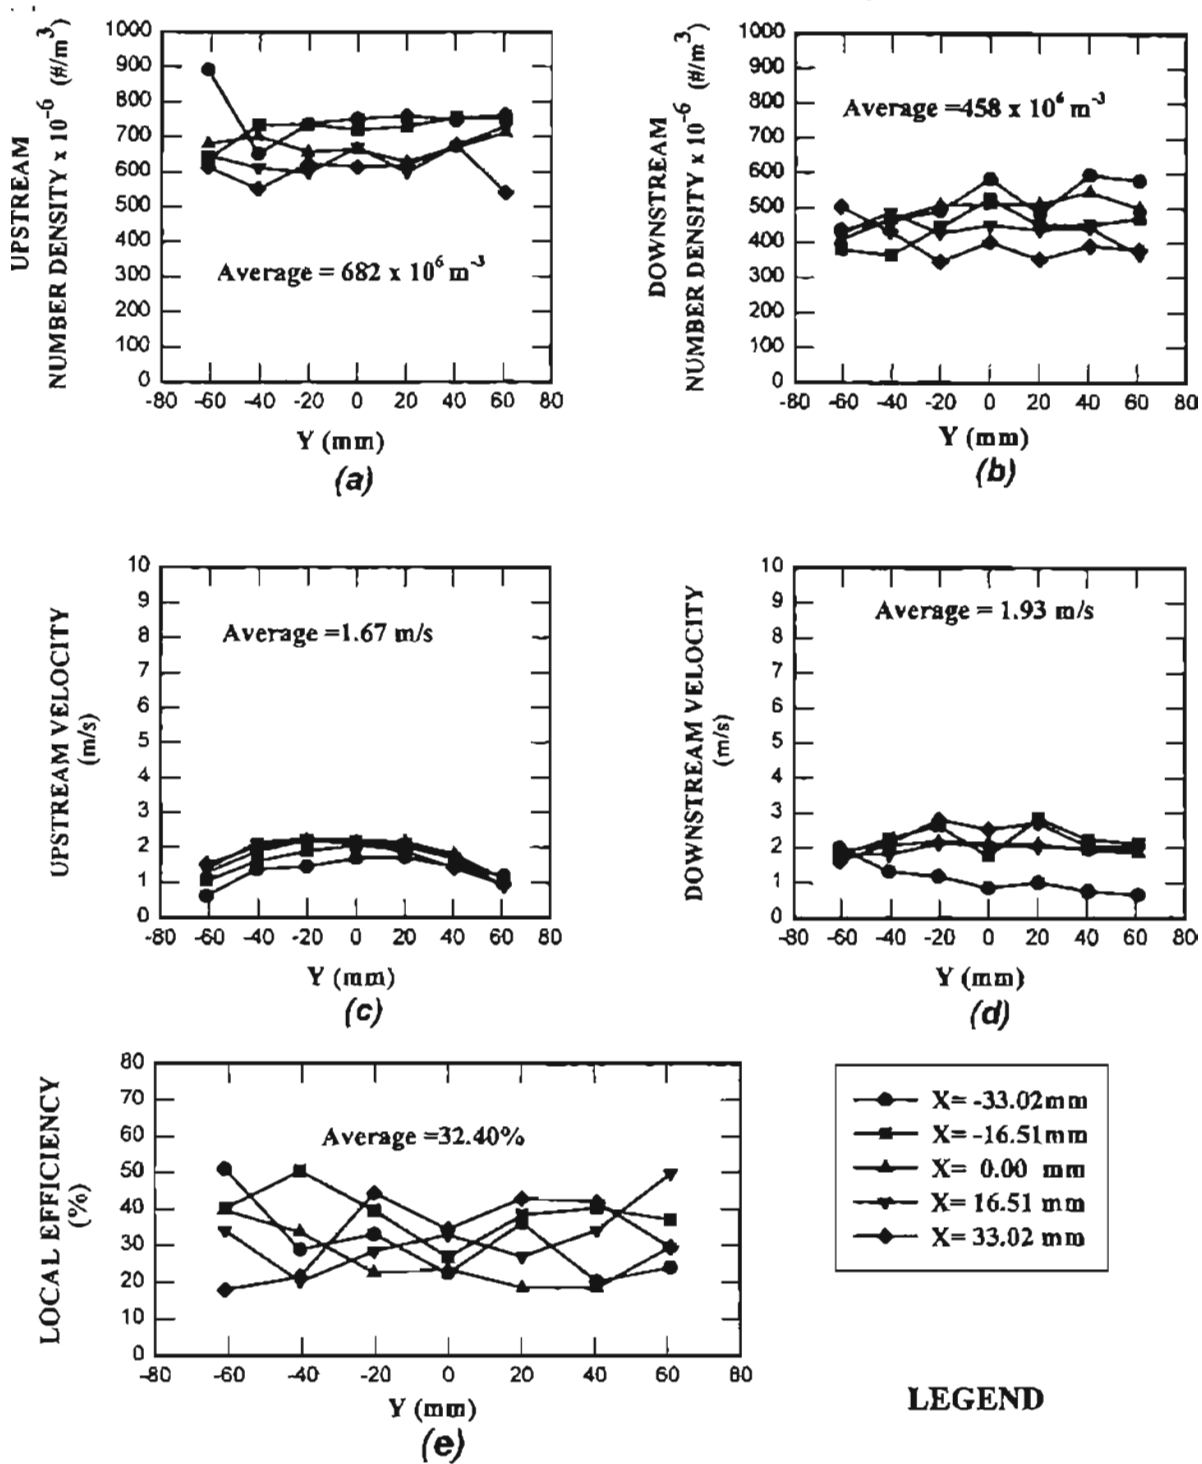 UPSTREAM
NUMBER DENSITY x 10⁻⁶ (#/m³)
1000
900
800
700
600
500
400
300
200
100
0
Average = 682 x 10⁶ m⁻³
-80 -60 -40 -20 0 20 40 60 80
Y (mm)
(a)
DOWNSTREAM
NUMBER DENSITY x 10⁻⁶ (#/m³)
1000
900
800
700
600
500
400
300
200
100
0
Average =458 x 10⁶ m⁻³
-80 -60 -40 -20 0 20 40 60 80
Y (mm)
(b)
UPSTREAM VELOCITY
(m/s)
10
9
8
7
6
5
4
3
2
1
0
Average =1.67 m/s
-80 -60 -40 -20 0 20 40 60 80
Y (mm)
(c)
DOWNSTREAM VELOCITY
(m/s)
10
9
8
7
6
5
4
3
2
1
0
Average = 1.93 m/s
-80 -60 -40 -20 0 20 40 60 80
Y (mm)
(d)
LOCAL EFFICIENCY
(%)
80
70
60
50
40
30
20
10
0
Average =32.40%
-80 -60 -40 -20 0 20 40 60 80
Y (mm)
(e)
X= -33.02mm
X= -16.51mm
X= 0.00 mm
X= 16.51 mm
X= 33.02 mm
LEGEND